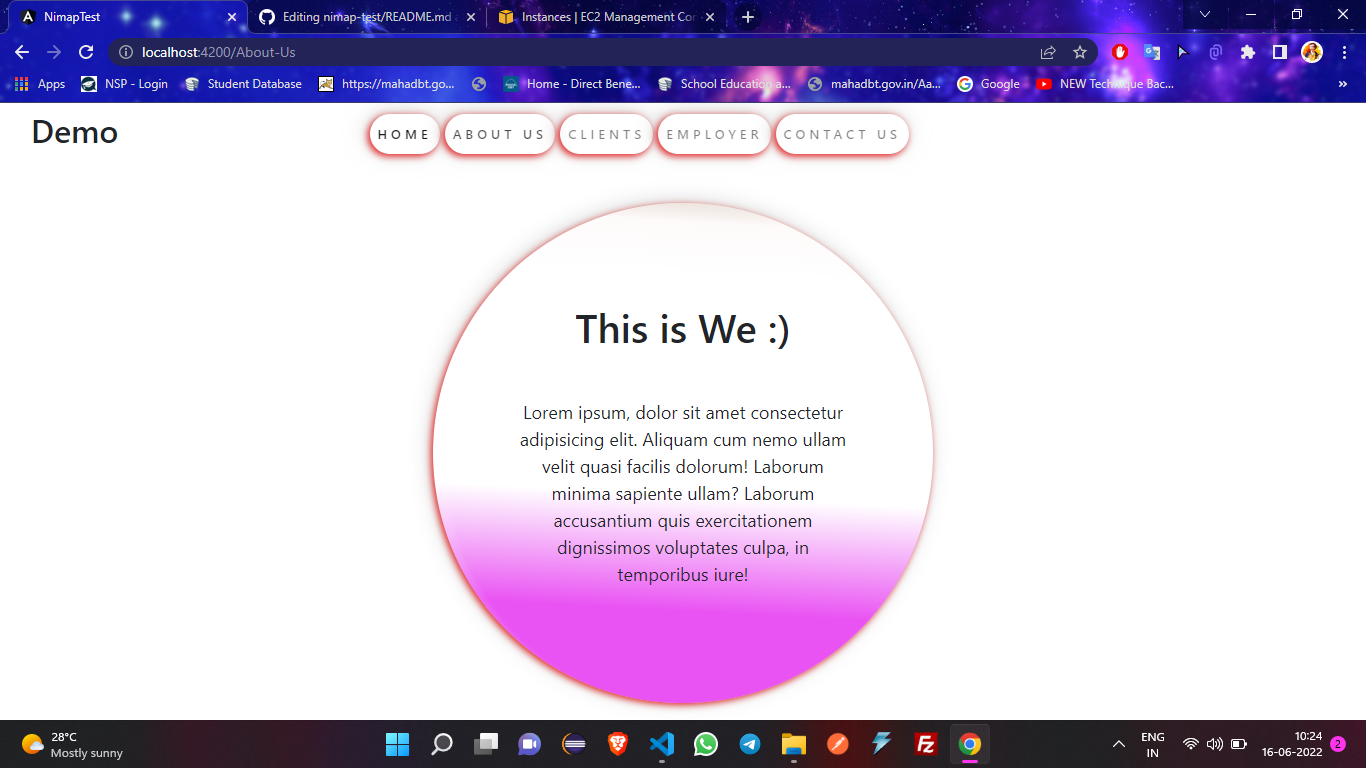 NimapTest
Editing nimap-test/README.md
Instances | EC2 Management Con
localhost:4200/About-Us
Apps
NSP - Login
Student Database
https://mahadbt.go...
Home - Direct Bene...
School Education a...
mahadbt.gov.in/Aa...
Google
NEW Technique Bac...
»
Demo
HOME
ABOUT US
CLIENTS
EMPLOYER
CONTACT US
This is We :)
Lorem ipsum, dolor sit amet consectetur
adipisicing elit. Aliquam cum nemo ullam
velit quasi facilis dolorum! Laborum
minima sapiente ullam? Laborum
accusantium quis exercitationem
dignissimos voluptates culpa, in
temporibus iure!
28°C
Mostly sunny
ENG
IN
10:24
16-06-2022
2